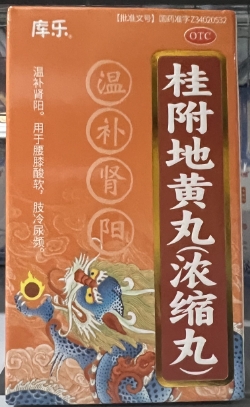 库乐®
【批准文号】国药准字Z34020532
OTC
桂附地黄丸(浓缩丸)
温补肾阳
温补肾阳。用于腰膝酸软，
肢冷尿频。